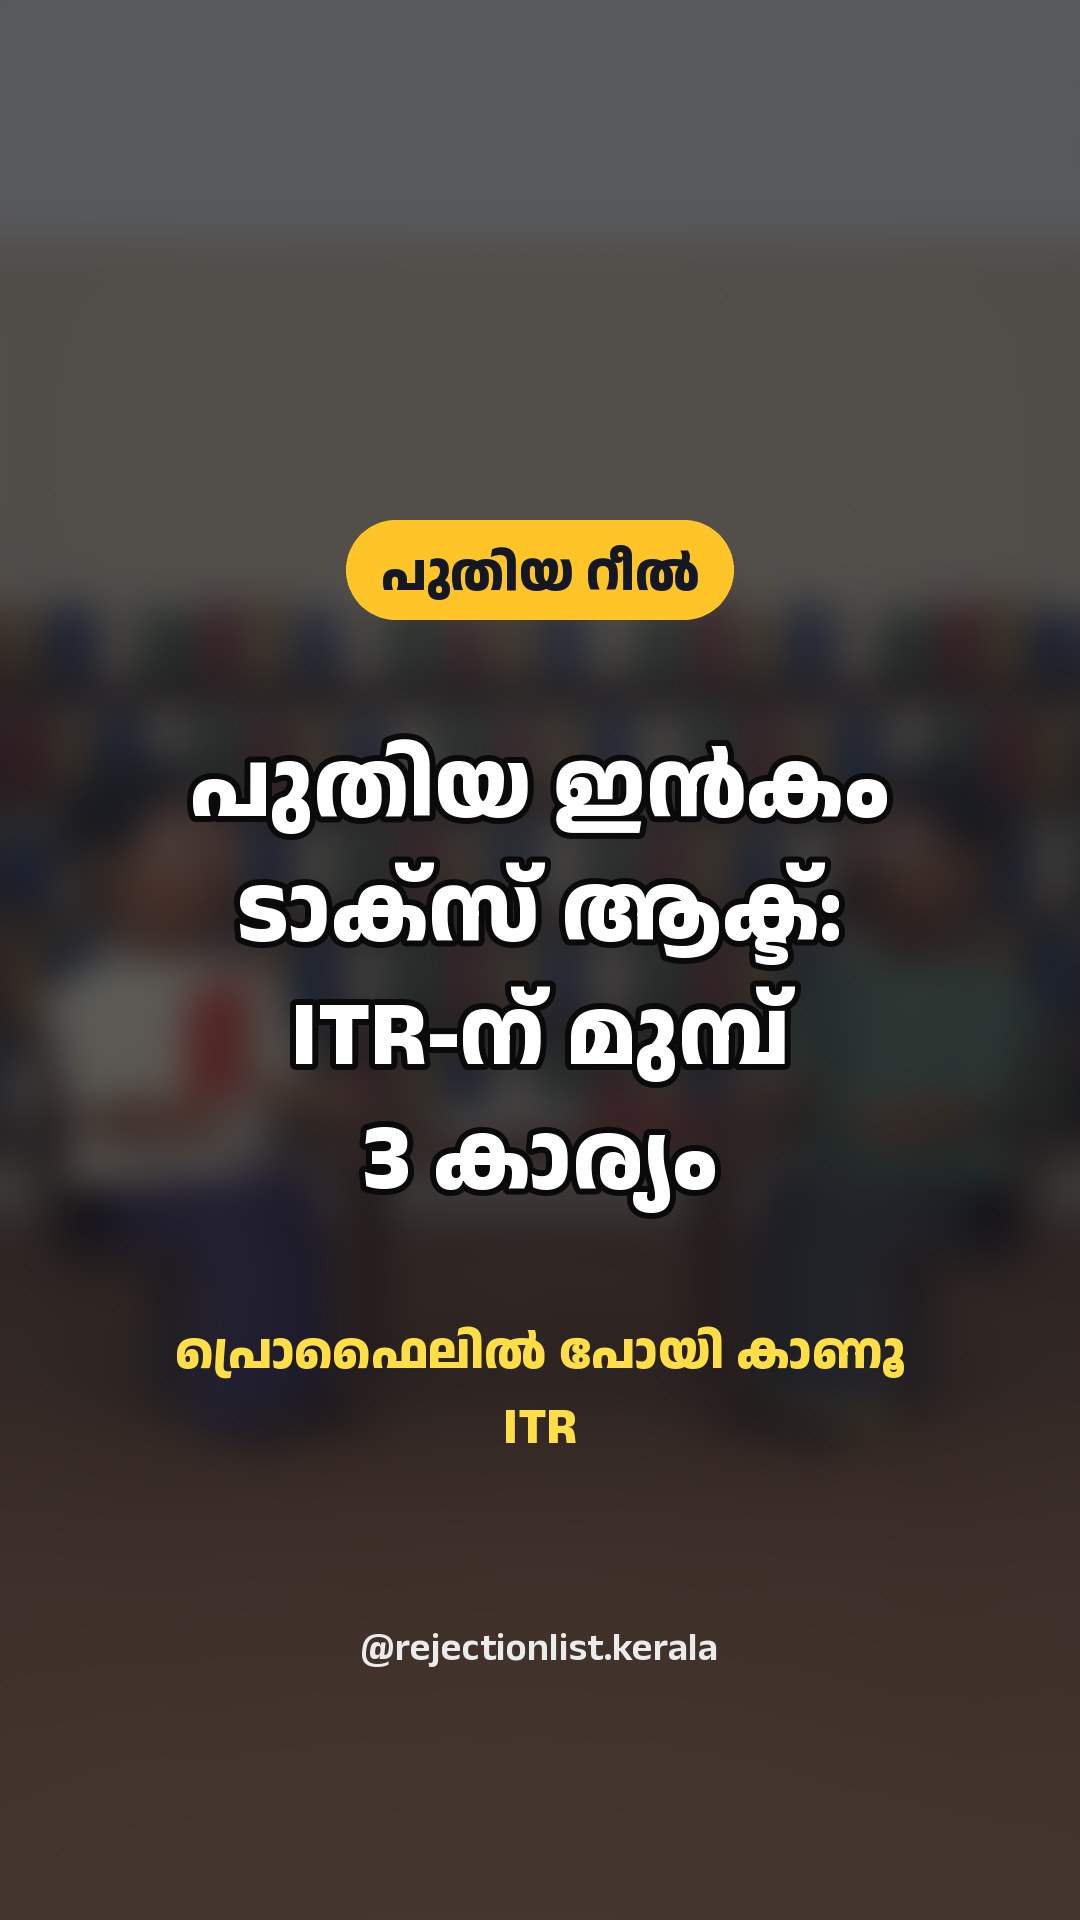 പുതിയ റീൽ
പുതിയ ഇൻകം
ടാക്സ് ആക്ട്:
ITR-ന് മുമ്പ്
3 കാര്യം
പ്രൊഫൈലിൽ പോയി കാണൂ
ITR
@rejectionlist.kerala